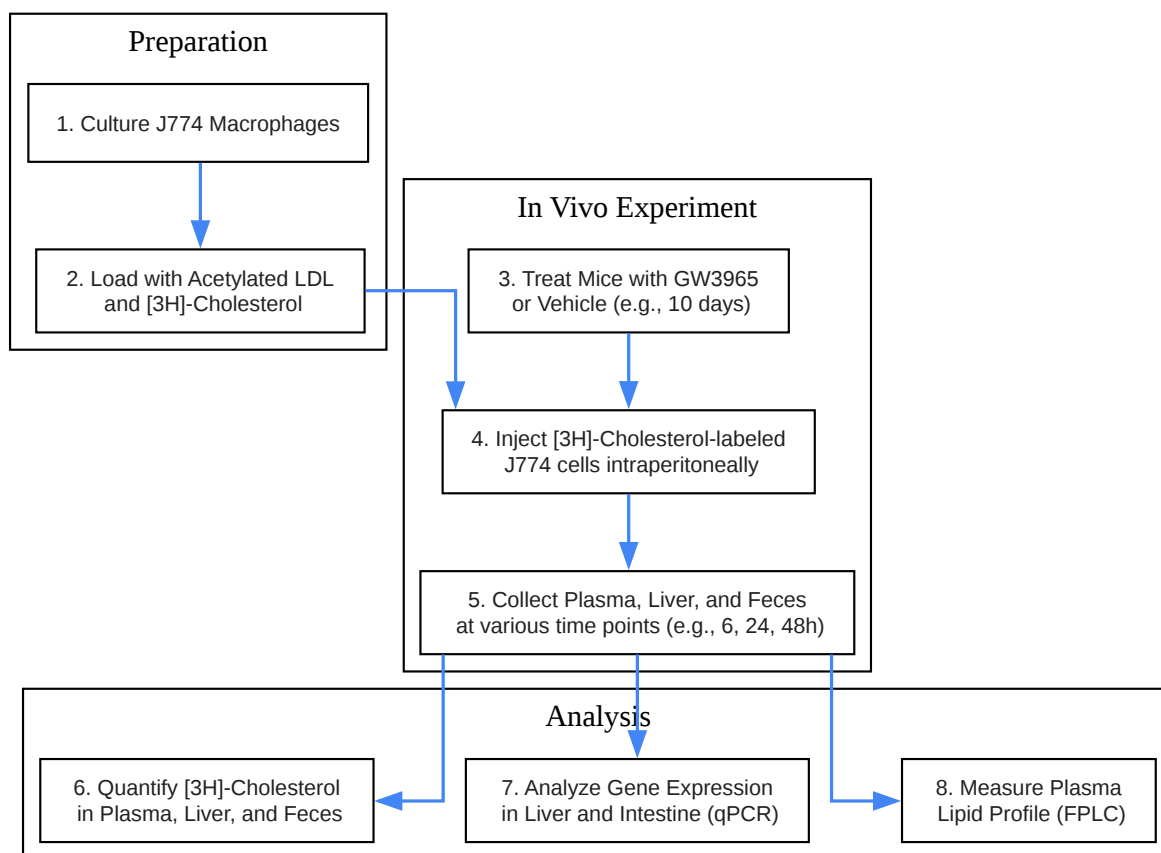 Preparation
1. Culture J774 Macrophages
2. Load with Acetylated LDL
and [3H]-Cholesterol
In Vivo Experiment
3. Treat Mice with GW3965
or Vehicle (e.g., 10 days)
4. Inject [3H]-Cholesterol-labeled
J774 cells intraperitoneally
5. Collect Plasma, Liver, and Feces
at various time points (e.g., 6, 24, 48h)
Analysis
6. Quantify [3H]-Cholesterol
in Plasma, Liver, and Feces
7. Analyze Gene Expression
in Liver and Intestine (qPCR)
8. Measure Plasma
Lipid Profile (FPLC)